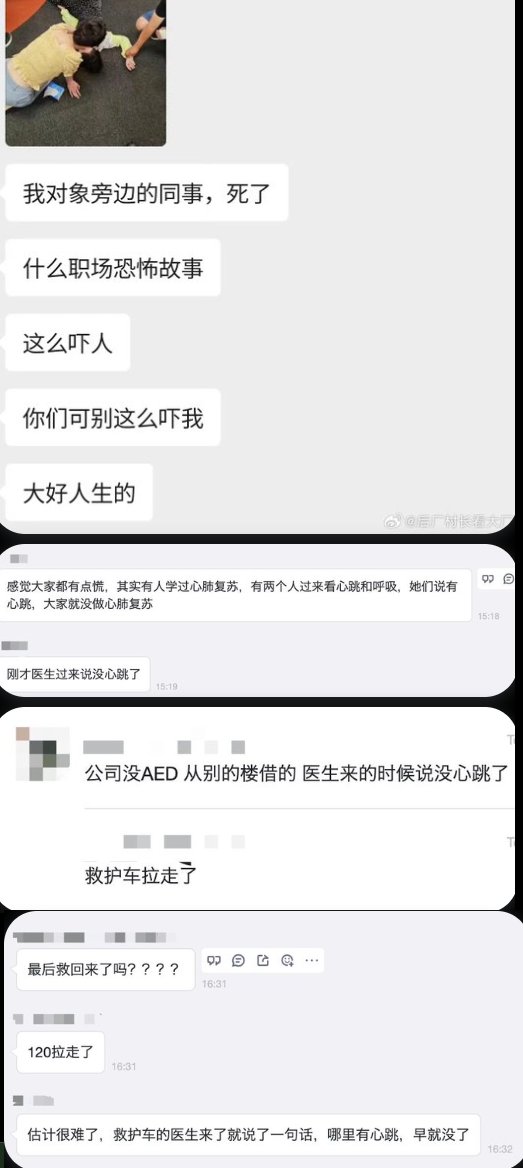 我对象旁边的同事，死了
什么职场恐怖故事
这么吓人
你们可别这么吓我
大好人生的
@后厂村长看大厂
感觉大家都有点慌，其实有人学过心肺复苏，有两个人过来看心跳和呼吸，她们说有
心跳，大家就没做心肺复苏
15:18
刚才医生过来说没心跳了
15:19
公司没AED 从别的楼借的 医生来的时候说没心跳了
救护车拉走了
最后救回来了吗？？？？
16:31
120拉走了
16:31
估计很难了，救护车的医生来了就说了一句话，哪里有心跳，早就没了
16:32